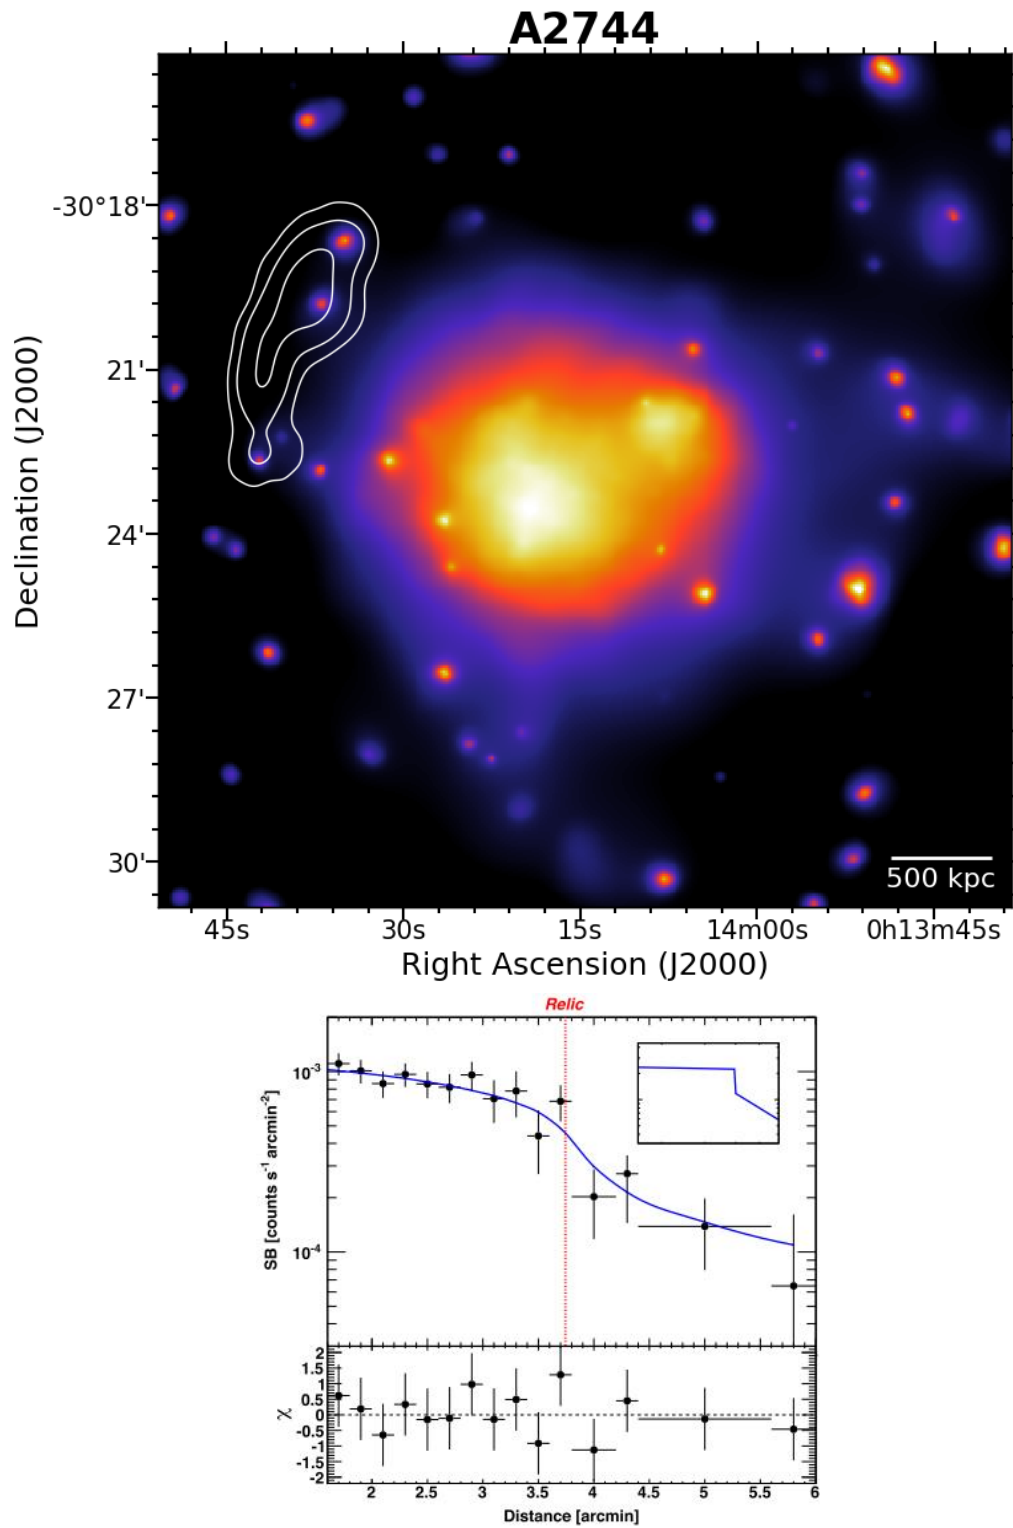 A2744
-30°18'
21'
24'
27'
30'
Declination (J2000)
500 kpc
45s 30s 15s 14m00s 0h13m45s
Right Ascension (J2000)
Relic
10-3
10-4
SB [counts s-1 arcmin-2]
2
1.5
1
0.5
0
-0.5
-1
-1.5
-2
χ
2 2.5 3 3.5 4 4.5 5 5.5 6
Distance [arcmin]